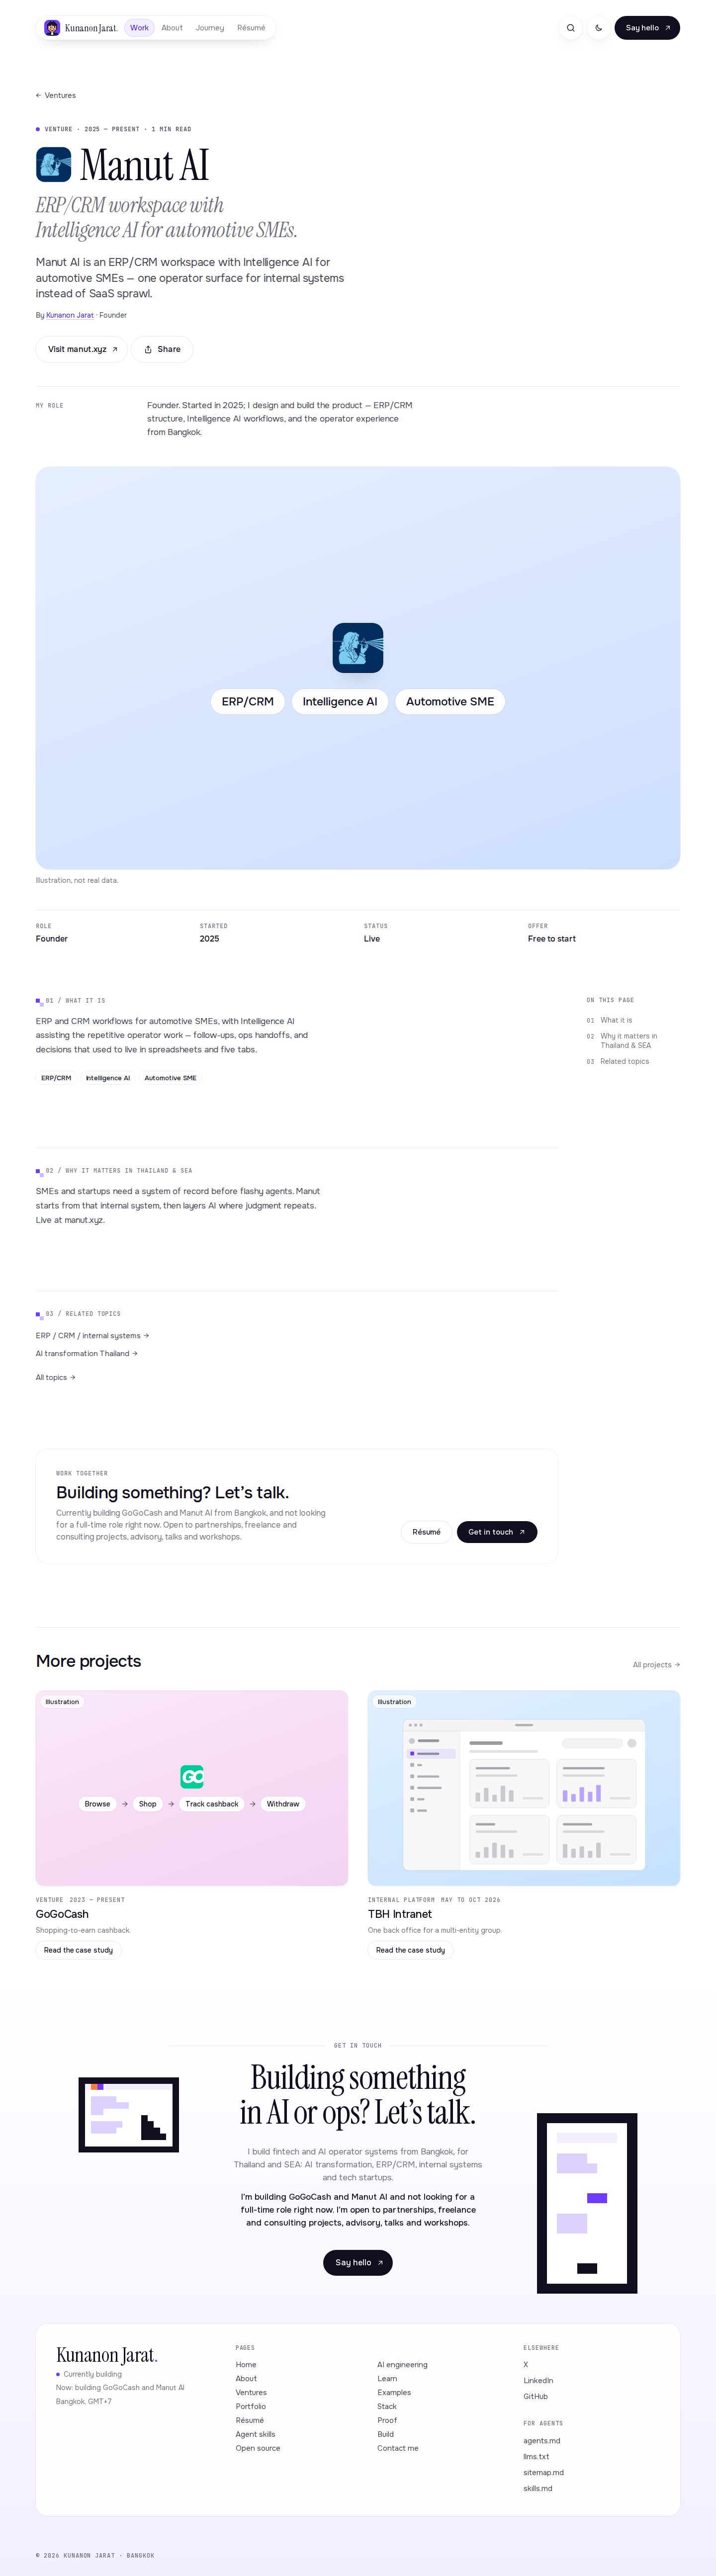 Kunanon Jarat.
Work
About
Journey
Résumé
Say hello
← Ventures
VENTURE · 2025 — PRESENT · 1 MIN READ
Manut AI
ERP/CRM workspace with
Intelligence AI for automotive SMEs.
Manut AI is an ERP/CRM workspace with Intelligence AI for
automotive SMEs — one operator surface for internal systems
instead of SaaS sprawl.
By Kunanon Jarat · Founder
Visit manut.xyz
Share
MY ROLE
Founder. Started in 2025; I design and build the product — ERP/CRM
structure, Intelligence AI workflows, and the operator experience
from Bangkok.
ERP/CRM
Intelligence AI
Automotive SME
Illustration, not real data.
ROLE
Founder
STARTED
2025
STATUS
Live
OFFER
Free to start
01 / WHAT IT IS
ERP and CRM workflows for automotive SMEs, with Intelligence AI
assisting the repetitive operator work — follow-ups, ops handoffs, and
decisions that used to live in spreadsheets and five tabs.
ERP/CRM
Intelligence AI
Automotive SME
ON THIS PAGE
01 What it is
02 Why it matters in
Thailand & SEA
03 Related topics
02 / WHY IT MATTERS IN THAILAND & SEA
SMEs and startups need a system of record before flashy agents. Manut
starts from that internal system, then layers AI where judgment repeats.
Live at manut.xyz.
03 / RELATED TOPICS
ERP / CRM / internal systems →
AI transformation Thailand →
All topics →
WORK TOGETHER
Building something? Let's talk.
Currently building GoGoCash and Manut AI from Bangkok, and not looking
for a full-time role right now. Open to partnerships, freelance and
consulting projects, advisory, talks and workshops.
Résumé
Get in touch
More projects
All projects →
Illustration
GC
Browse → Shop → Track cashback → Withdraw
VENTURE 2023 — PRESENT
GoGoCash
Shopping-to-earn cashback.
Read the case study
Illustration
INTERNAL PLATFORM MAY TO OCT 2026
TBH Intranet
One back office for a multi-entity group.
Read the case study
GET IN TOUCH
Building something
in AI or ops? Let's talk.
I build fintech and AI operator systems from Bangkok, for
Thailand and SEA: AI transformation, ERP/CRM, internal systems
and tech startups.
I'm building GoGoCash and Manut AI and not looking for a
full-time role right now. I'm open to partnerships, freelance
and consulting projects, advisory, talks and workshops.
Say hello
Kunanon Jarat.
Currently building
Now: building GoGoCash and Manut AI
Bangkok, GMT+7
PAGES
Home
About
Ventures
Portfolio
Résumé
Agent skills
Open source
AI engineering
Learn
Examples
Stack
Proof
Build
Contact me
ELSEWHERE
X
LinkedIn
GitHub
FOR AGENTS
agents.md
llms.txt
sitemap.md
skills.md
© 2026 KUNANON JARAT · BANGKOK